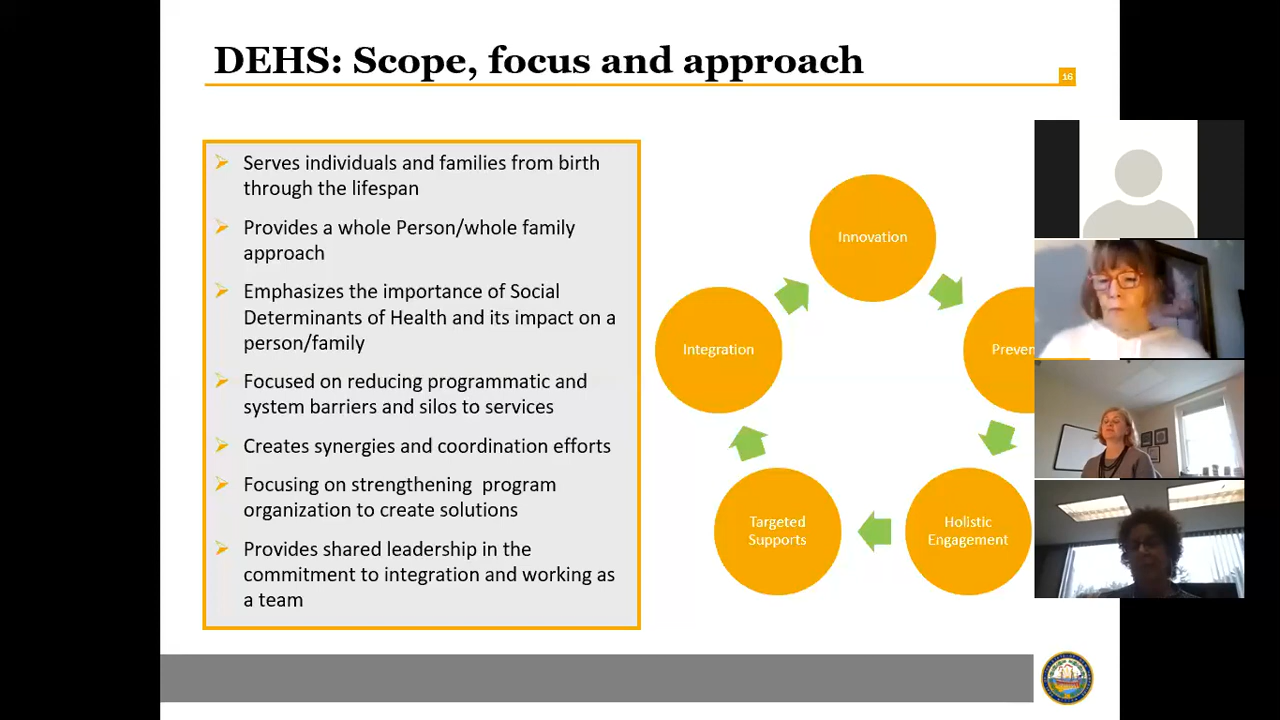 DEHS: Scope, focus and approach
16
Serves individuals and families from birth
through the lifespan
Provides a whole Person/whole family
approach
Emphasizes the importance of Social
Determinants of Health and its impact on a
person/family
Focused on reducing programmatic and
system barriers and silos to services
Creates synergies and coordination efforts
Focusing on strengthening program
organization to create solutions
Provides shared leadership in the
commitment to integration and working as
a team
Innovation
Integration
Preven
Targeted
Supports
Holistic
Engagement